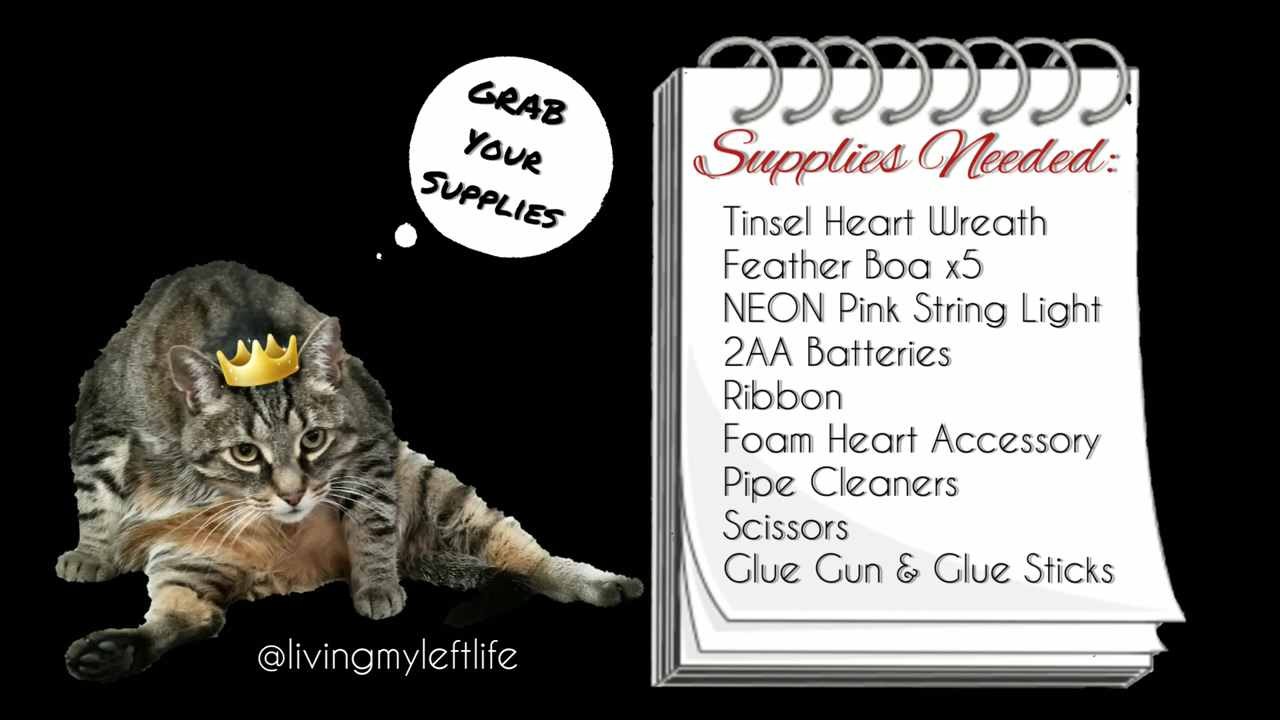 GRAB
YOUR
SUPPLIES
Supplies Needed:
Tinsel Heart Wreath
Feather Boa x5
NEON Pink String Light
2AA Batteries
Ribbon
Foam Heart Accessory
Pipe Cleaners
Scissors
Glue Gun & Glue Sticks
@livingmyleftlife